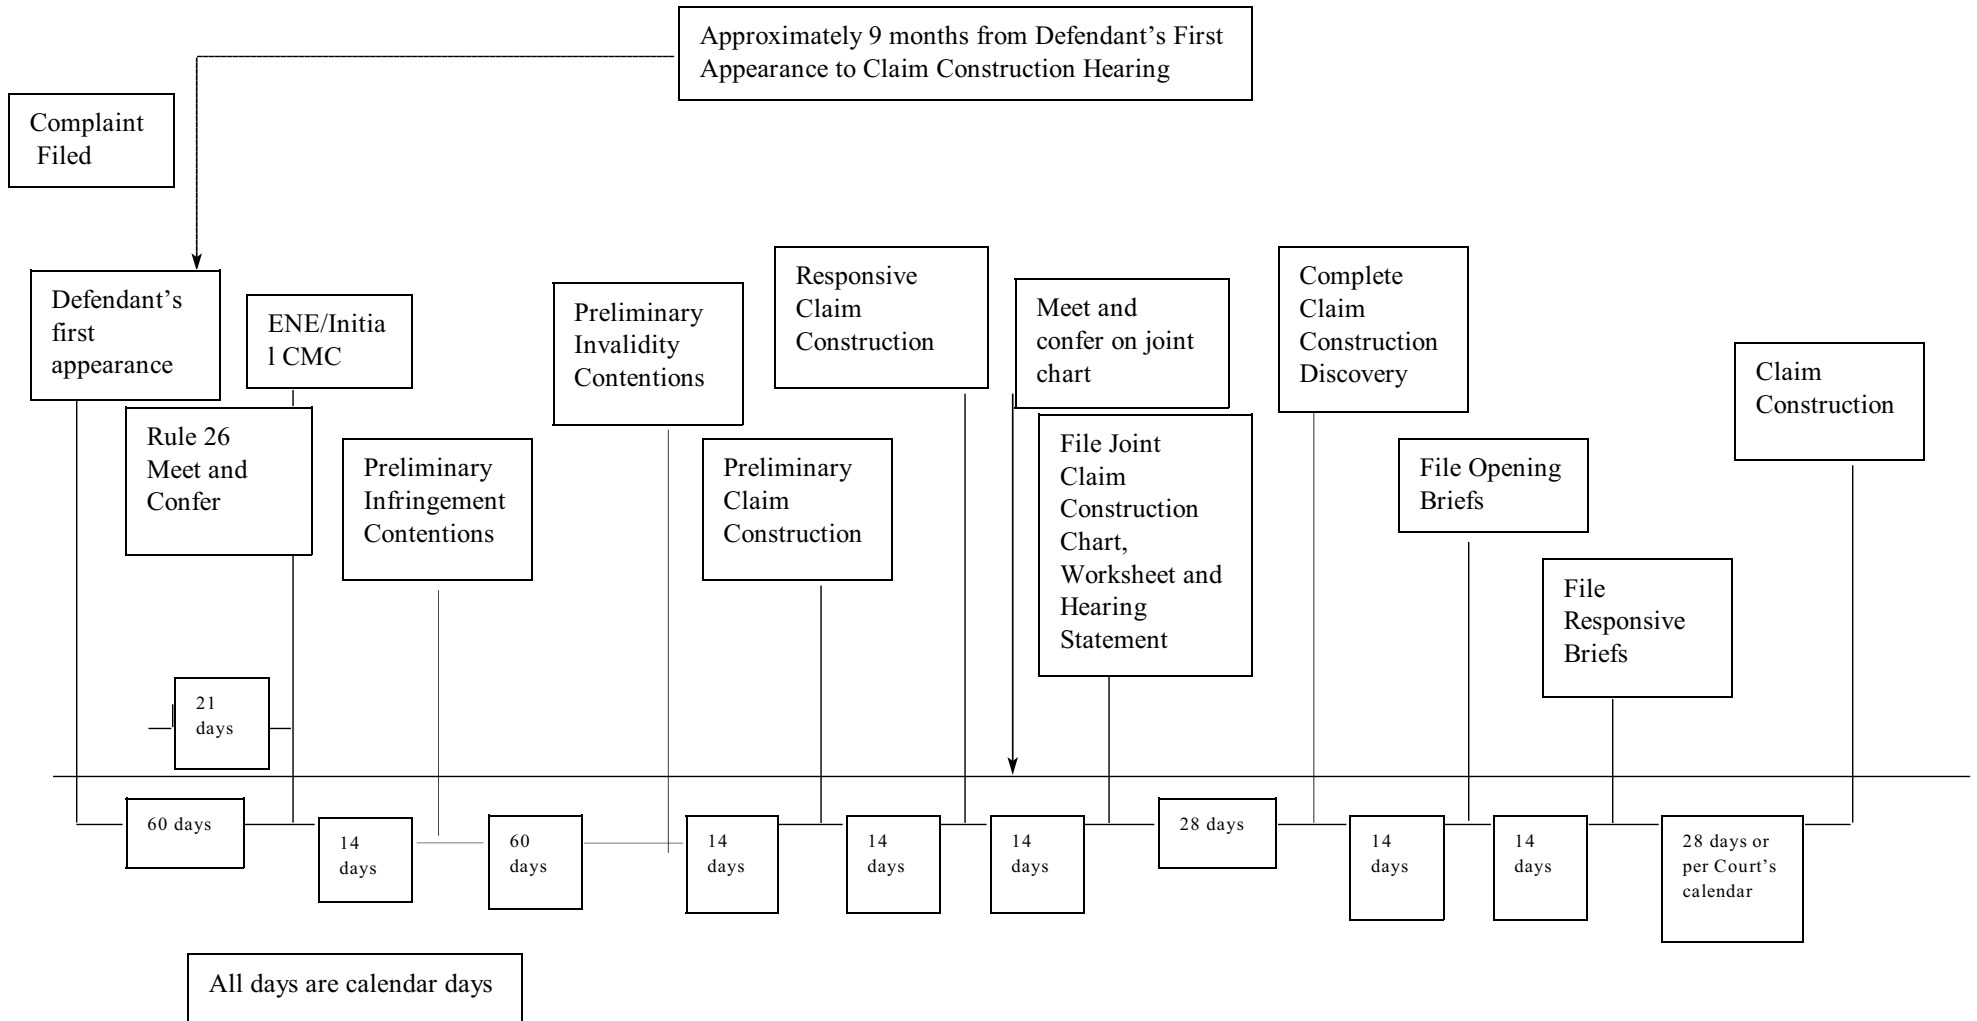 Approximately 9 months from Defendant’s First
Appearance to Claim Construction Hearing
Complaint
Filed
Defendant’s
first
appearance
ENE/Initia
l CMC
Rule 26
Meet and
Confer
Preliminary
Infringement
Contentions
Preliminary
Invalidity
Contentions
Preliminary
Claim
Construction
Responsive
Claim
Construction
Meet and
confer on joint
chart
File Joint
Claim
Construction
Chart,
Worksheet and
Hearing
Statement
Complete
Claim
Construction
Discovery
File Opening
Briefs
File
Responsive
Briefs
Claim
Construction
21
days
60 days
14
days
60
days
14
days
14
days
14
days
28 days
14
days
14
days
28 days or
per Court’s
calendar
All days are calendar days